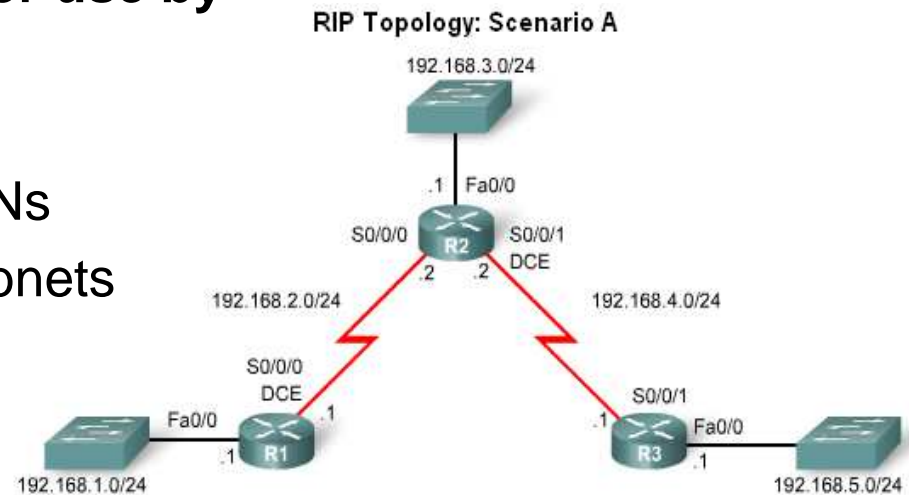 r use by
RIP Topology: Scenario A
192.168.3.0/24
Ns
.1 Fa0/0
S0/0/0
R2
S0/0/1
DCE
onets
.2
.2
192.168.2.0/24
192.168.4.0/24
S0/0/0
DCE
S0/0/1
Fa0/0
.1
.1
Fa0/0
.1
R1
R3
.1
192.168.1.0/24
192.168.5.0/24